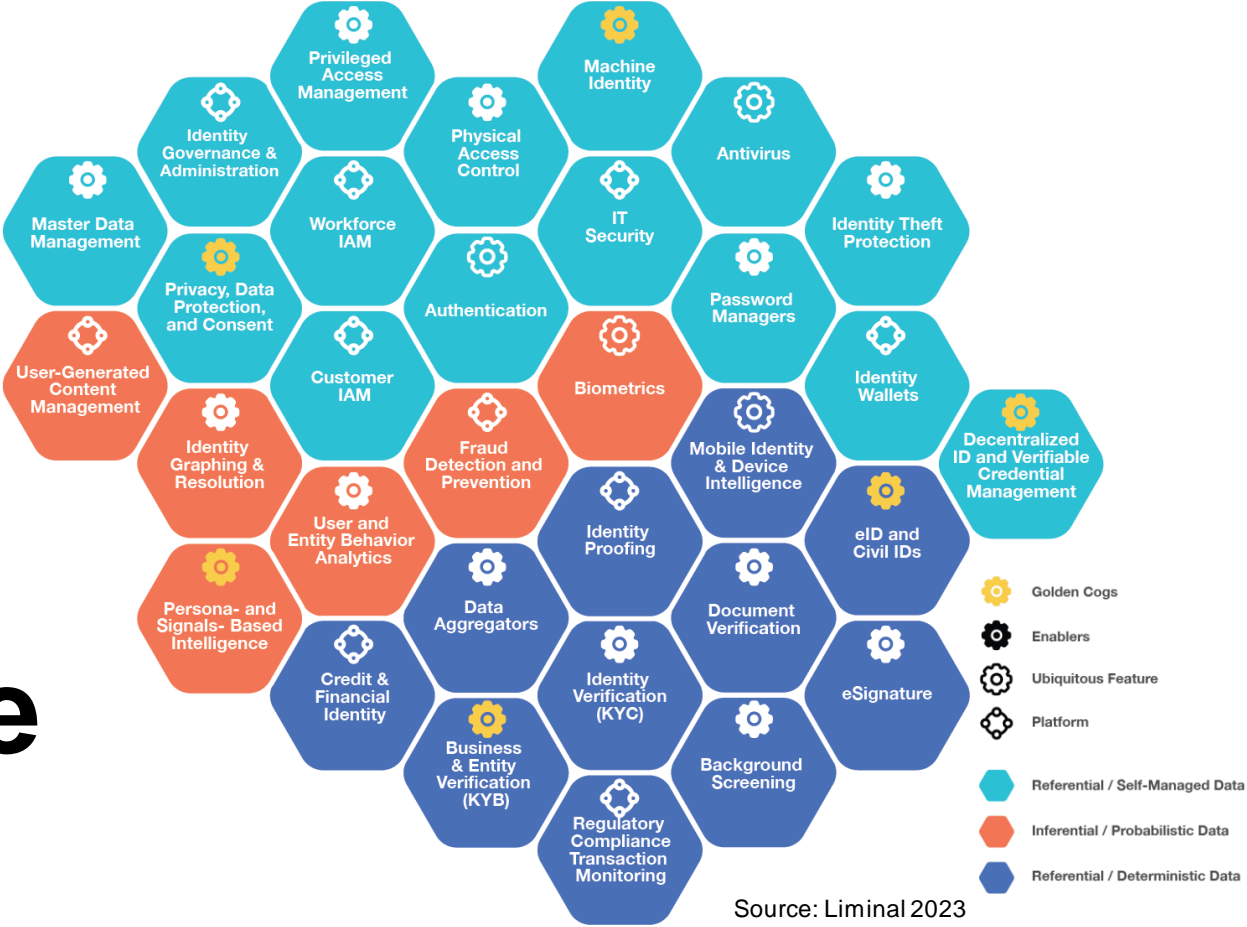 Privileged
Access
Management
Machine
Identity
Identity
Governance &
Administration
Physical
Access
Control
Antivirus
Master Data
Management
Workforce
IAM
IT
Security
Identity Theft
Protection
Privacy, Data
Protection,
and Consent
Authentication
Password
Managers
User-Generated
Content
Management
Customer
IAM
Biometrics
Identity
Wallets
Identity
Graphing &
Resolution
Fraud
Detection and
Prevention
Mobile Identity
& Device
Intelligence
Decentralized
ID and Verifiable
Credential
Management
User and
Entity Behavior
Analytics
Identity
Proofing
eID and
Civil IDs
Persona- and
Signals- Based
Intelligence
Data
Aggregators
Document
Verification
Credit &
Financial
Identity
Identity
Verification
(KYC)
eSignature
Business
& Entity
Verification
(KYB)
Background
Screening
Regulatory
Compliance
Transaction
Monitoring
e
Golden Cogs
Enablers
Ubiquitous Feature
Platform
Referential / Self-Managed Data
Inferential / Probabilistic Data
Referential / Deterministic Data
Source: Liminal 2023